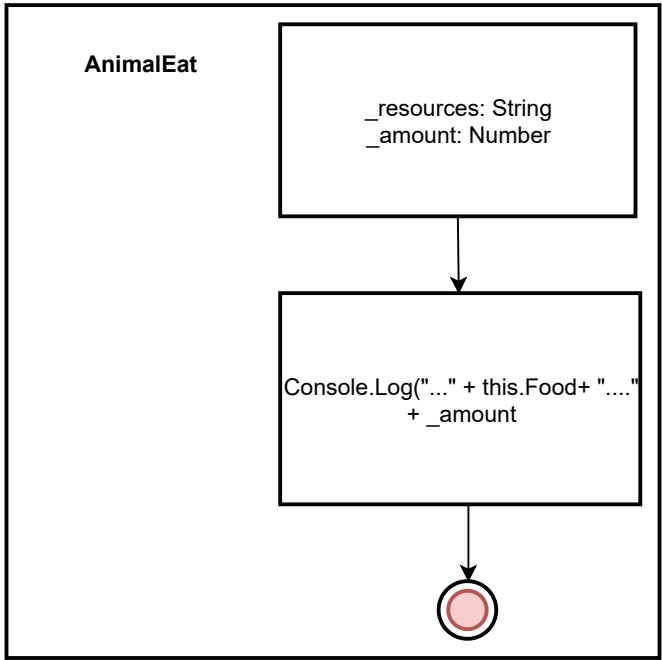 AnimalEat
_resources: String
_amount: Number
Console.Log("..." + this.Food+ "...."
+ _amount